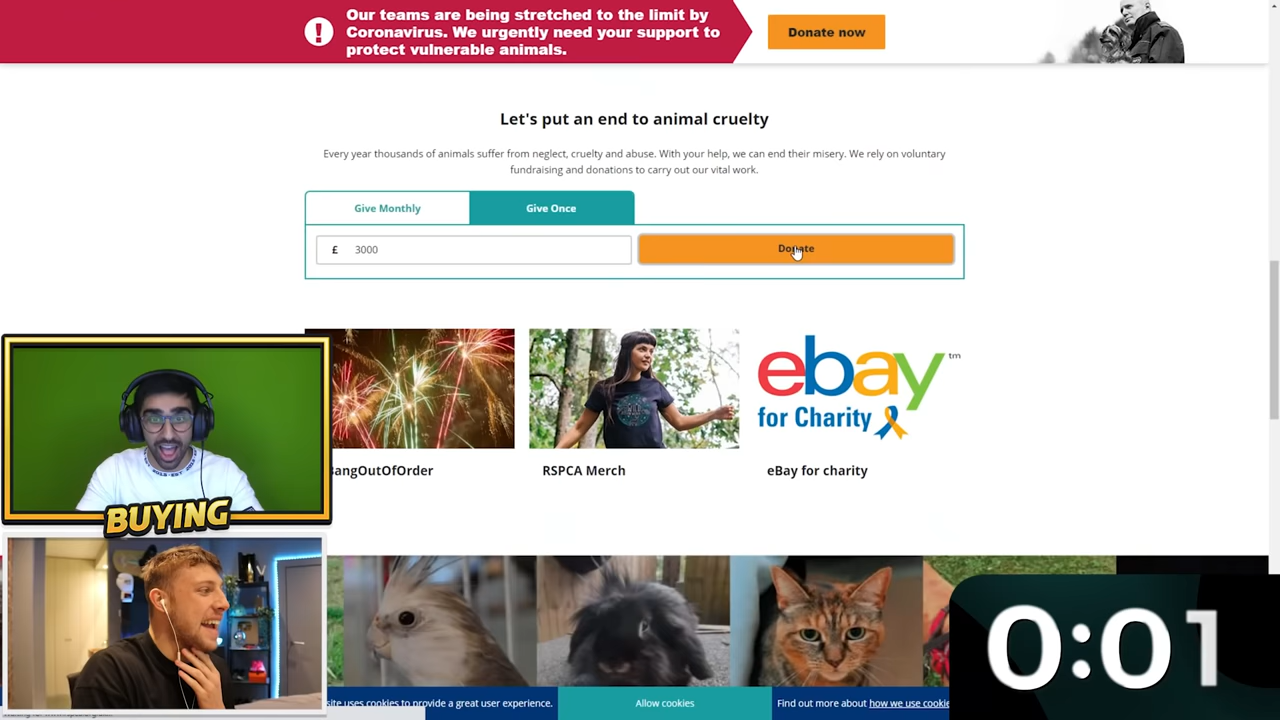 Our teams are being stretched to the limit by
Coronavirus. We urgently need your support to
protect vulnerable animals.
Donate now
Let's put an end to animal cruelty
Every year thousands of animals suffer from neglect, cruelty and abuse. With your help, we can end their misery. We rely on voluntary
fundraising and donations to carry out our vital work.
Give Monthly
Give Once
£ 3000
Donate
ebay™
for Charity
BangOutOfOrder
RSPCA Merch
eBay for charity
BUYING
0:01
site uses cookies to provide a great user experience.
Allow cookies
Find out more about how we use cookie